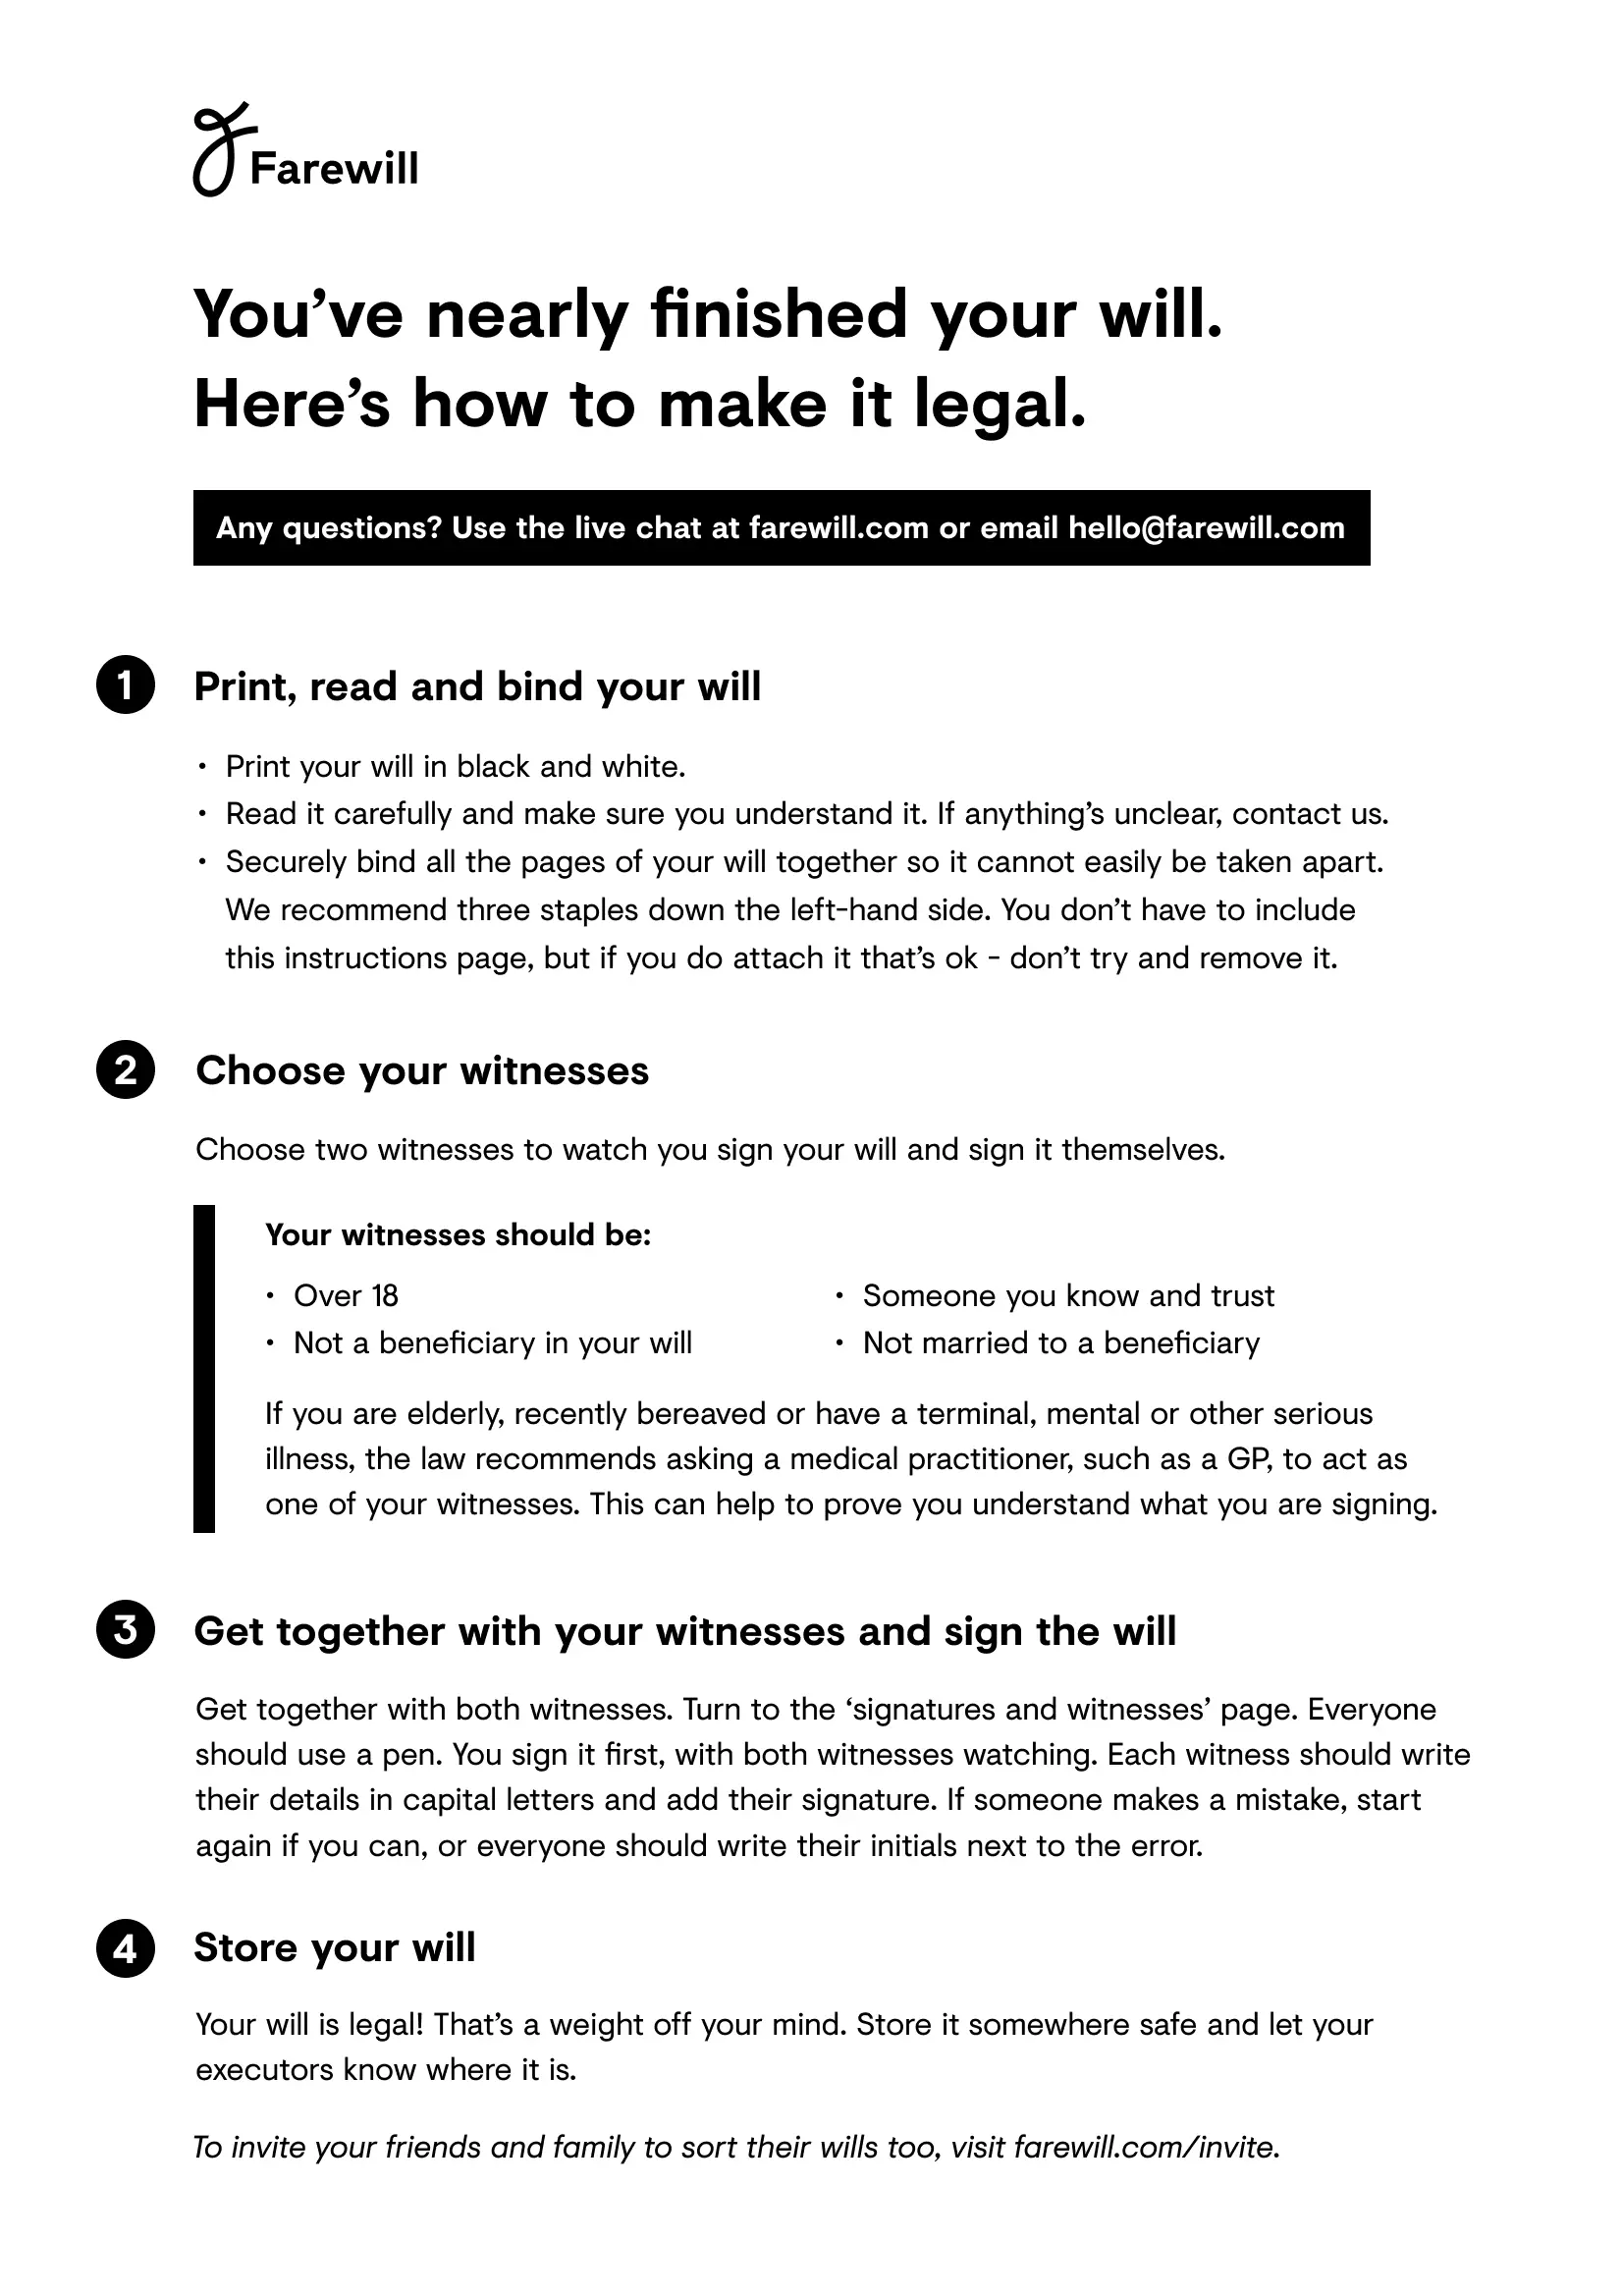 Farewill
You’ve nearly finished your will.
Here’s how to make it legal.
Any questions? Use the live chat at farewill.com or email hello@farewill.com
1 Print, read and bind your will
• Print your will in black and white.
• Read it carefully and make sure you understand it. If anything’s unclear, contact us.
• Securely bind all the pages of your will together so it cannot easily be taken apart.
We recommend three staples down the left-hand side. You don’t have to include
this instructions page, but if you do attach it that’s ok - don’t try and remove it.
2 Choose your witnesses
Choose two witnesses to watch you sign your will and sign it themselves.
Your witnesses should be:
• Over 18
• Not a beneficiary in your will
• Someone you know and trust
• Not married to a beneficiary
If you are elderly, recently bereaved or have a terminal, mental or other serious
illness, the law recommends asking a medical practitioner, such as a GP, to act as
one of your witnesses. This can help to prove you understand what you are signing.
3 Get together with your witnesses and sign the will
Get together with both witnesses. Turn to the ‘signatures and witnesses’ page. Everyone
should use a pen. You sign it first, with both witnesses watching. Each witness should write
their details in capital letters and add their signature. If someone makes a mistake, start
again if you can, or everyone should write their initials next to the error.
4 Store your will
Your will is legal! That’s a weight off your mind. Store it somewhere safe and let your
executors know where it is.
To invite your friends and family to sort their wills too, visit farewill.com/invite.